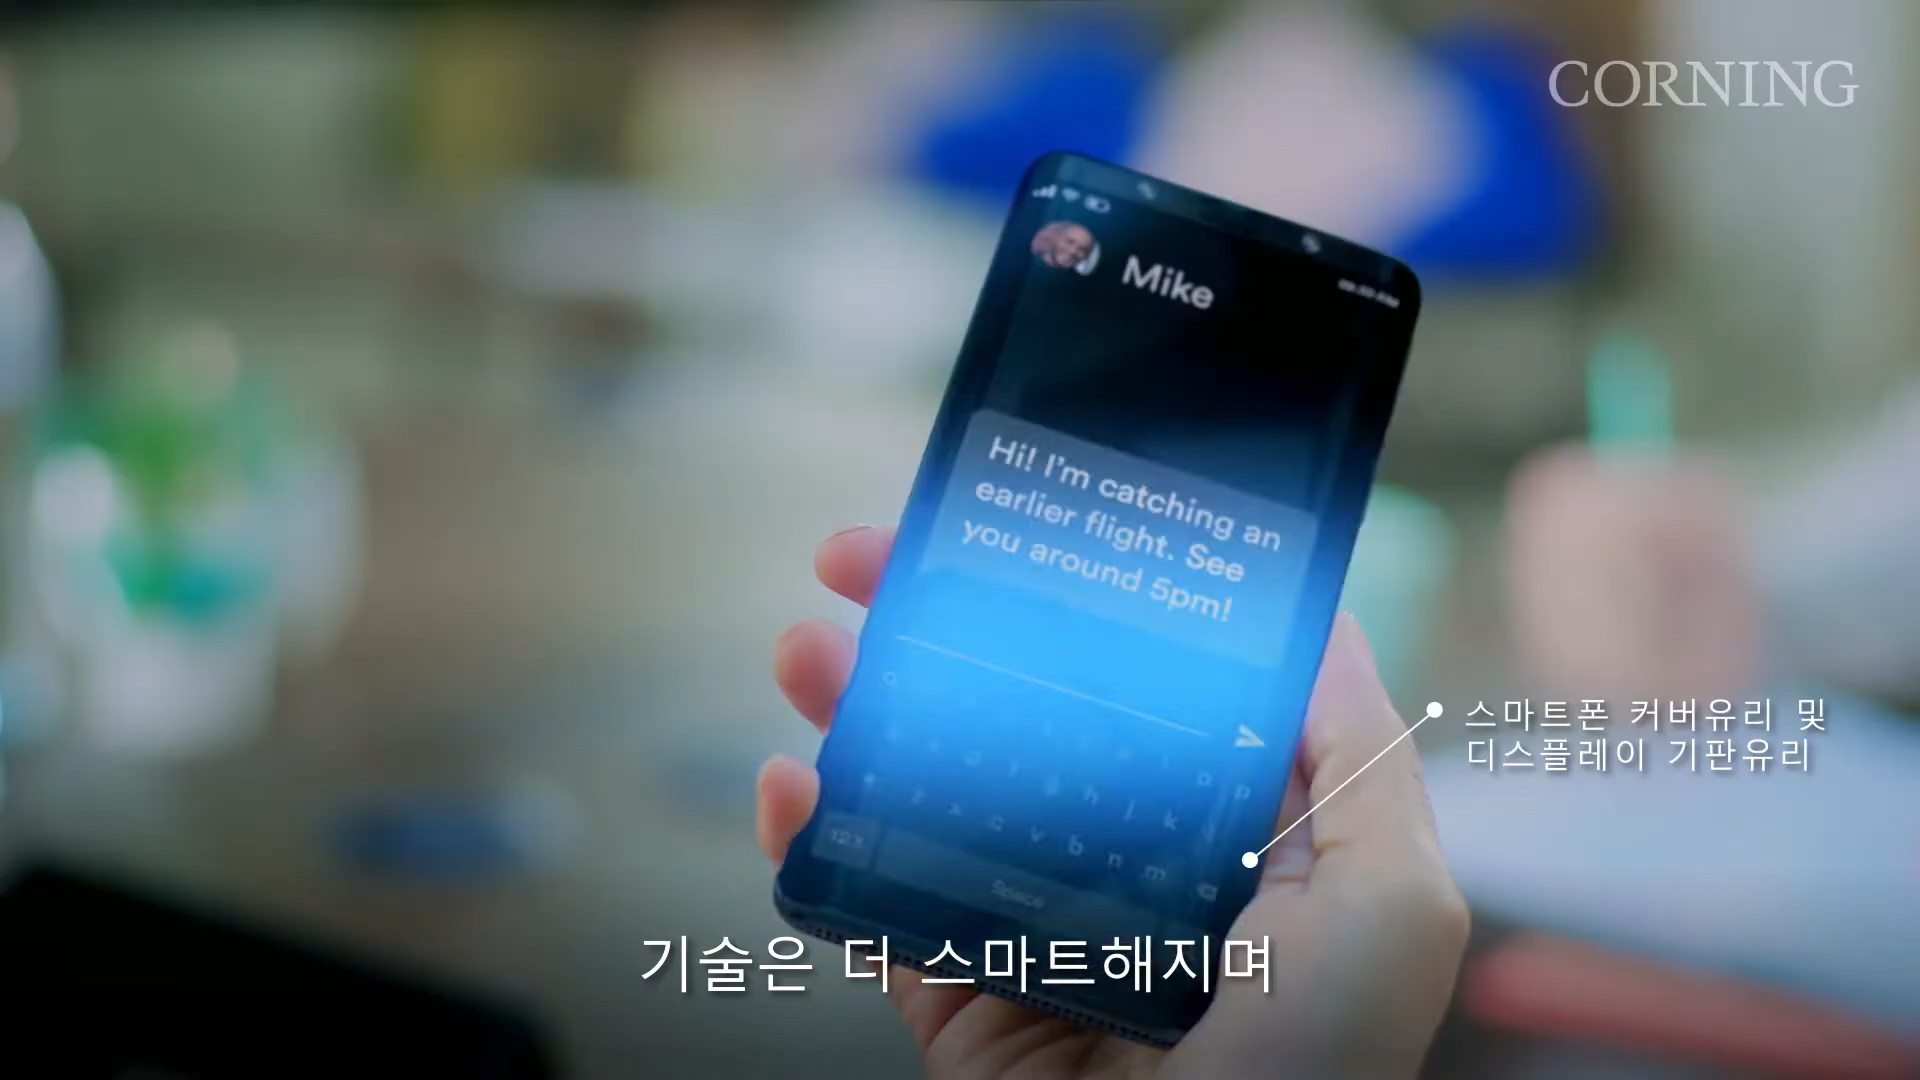 CORNING
Mike
Hi! I'm catching an
earlier flight. See
you around 5pm!
스마트폰 커버유리 및
디스플레이 기판유리
o p
g h j k
z c v b n m
123
Space
기술은 더 스마트해지며